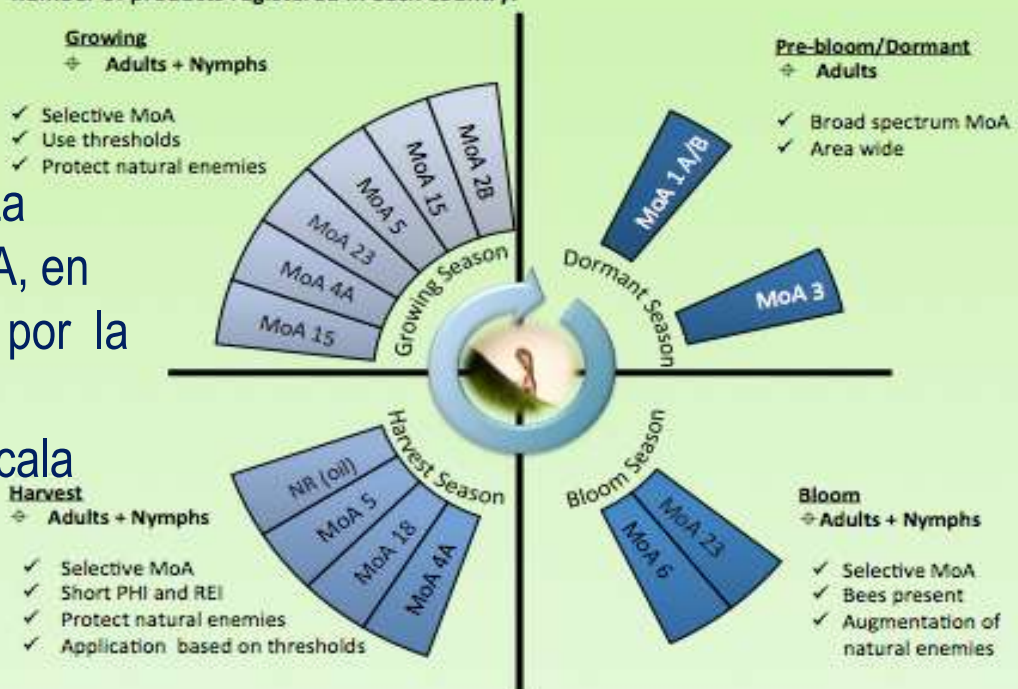 Growing
✧ Adults + Nymphs
✓ Selective MoA
✓ Use thresholds
✓ Protect natural enemies
A, en
por la
cala
Pre-bloom/Dormant
✧ Adults
✓ Broad spectrum MoA
✓ Area wide
MoA 15
MoA 4A
MoA 23
MoA 5
MoA 15
MoA 28
Growing Season
MoA 1 A/B
MoA 3
Dormant Season
Harvest
✧ Adults + Nymphs
✓ Selective MoA
✓ Short PHI and REI
✓ Protect natural enemies
✓ Application based on thresholds
NR (oil)
MoA 5
MoA 18
MoA 4A
Harvest Season
Bloom Season
MoA 23
MoA 6
Bloom
✧ Adults + Nymphs
✓ Selective MoA
✓ Bees present
✓ Augmentation of
natural enemies